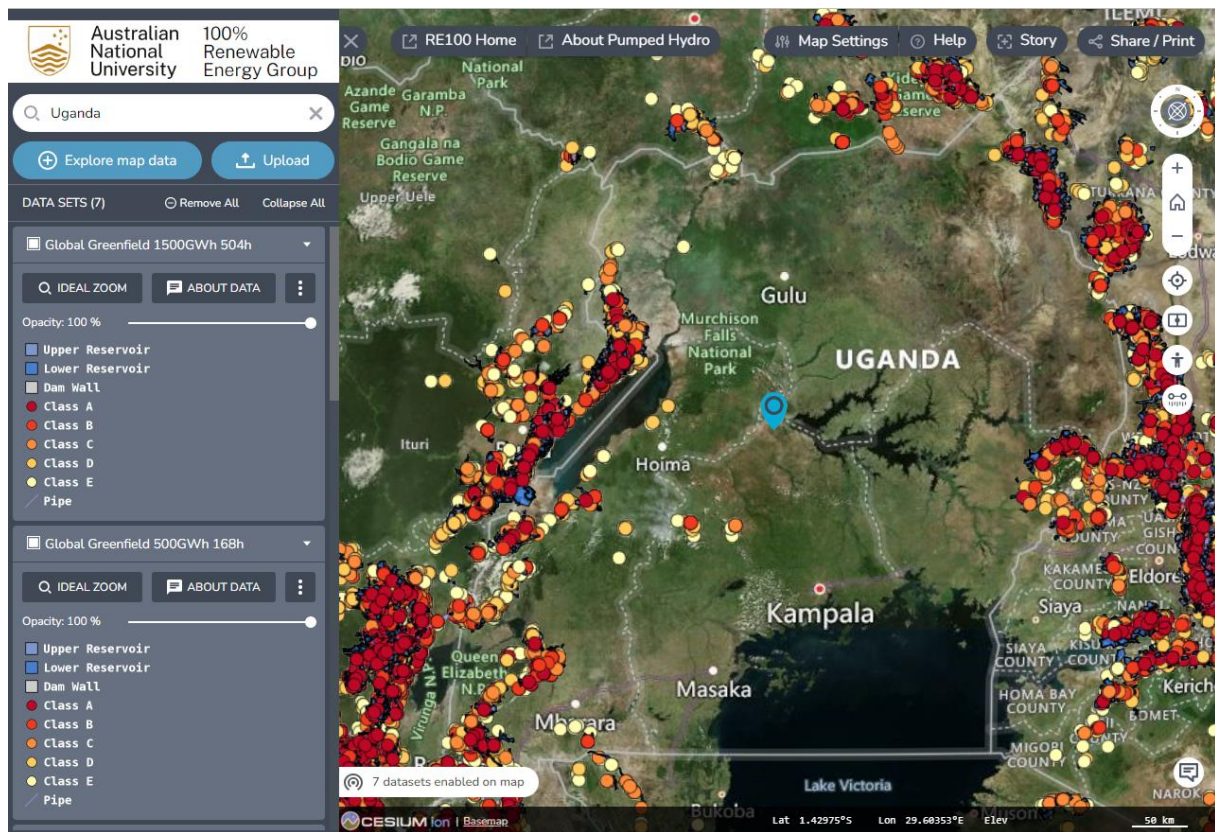 Australian
National
University
100%
Renewable
Energy Group
Uganda
Explore map data
Upload
DATA SETS (7)
Remove All
Collapse All
Global Greenfield 1500GWh 504h
IDEAL ZOOM
ABOUT DATA
Opacity: 100 %
Upper Reservoir
Lower Reservoir
Dam Wall
Class A
Class B
Class C
Class D
Class E
Pipe
Global Greenfield 500GWh 168h
IDEAL ZOOM
ABOUT DATA
Opacity: 100 %
Upper Reservoir
Lower Reservoir
Dam Wall
Class A
Class B
Class C
Class D
Class E
Pipe
RE100 Home
About Pumped Hydro
Map Settings
Help
Story
Share / Print
National
Park
Azande
Game
Reserve
Garamba
N.P.
Gangala na
Bodio Game
Reserve
Upper Uele
Ituri
Gulu
Murchison
Falls
National
Park
UGANDA
Hoima
Kampala
Masaka
Queen
Elizabeth
N.P.
Virunga N.P.
Mbarara
KAKAME
COUNTY
Eldore
Siaya
SIAYA
COUNTY
HOMA BAY
COUNTY
BOMET
Kericho
MIGORI
COUNTY
NAROK
Lake Victoria
Bukoba
7 datasets enabled on map
CESIUM ion | Basemap
Lat 1.42975°S Lon 29.60353°E Elev
50 km